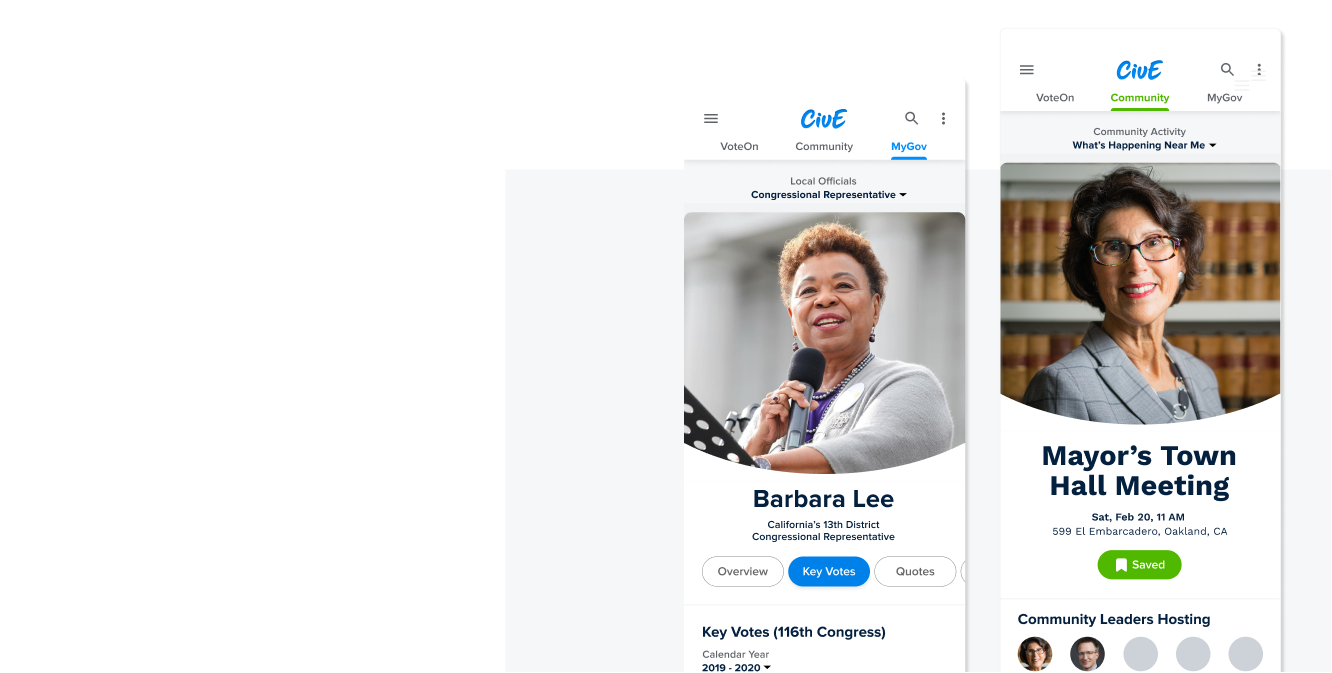 CivE
VoteOn Community MyGov
Local Officials
Congressional Representative
Barbara Lee
California's 13th District
Congressional Representative
Overview Key Votes Quotes
Key Votes (116th Congress)
Calendar Year
2019 - 2020
CivE
VoteOn Community MyGov
Community Activity
What's Happening Near Me
Mayor's Town
Hall Meeting
Sat, Feb 20, 11 AM
599 El Embarcadero, Oakland, CA
Saved
Community Leaders Hosting